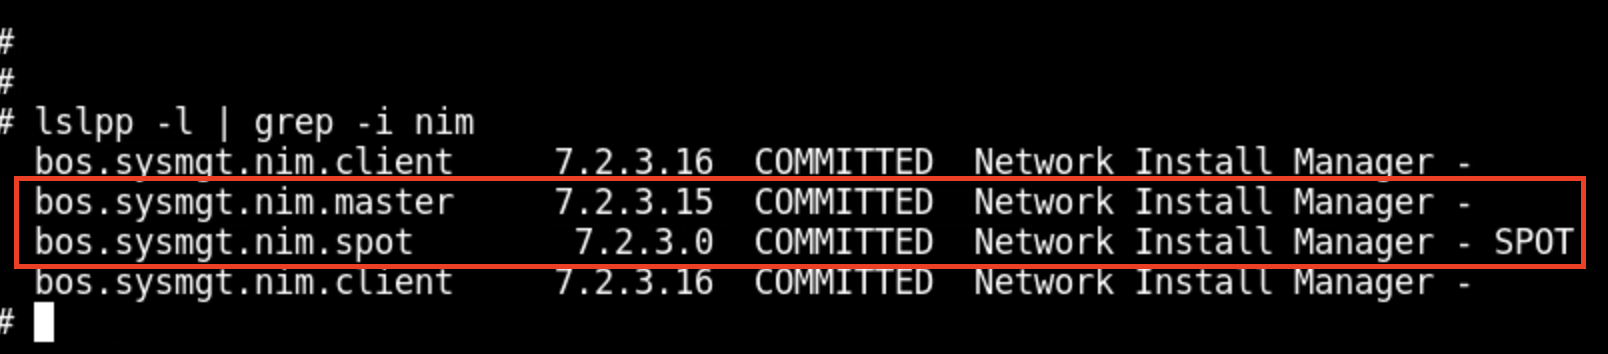 #
#
# lslpp -l | grep -i nim
bos.sysmgt.nim.client 7.2.3.16 COMMITTED Network Install Manager -
bos.sysmgt.nim.master 7.2.3.15 COMMITTED Network Install Manager -
bos.sysmgt.nim.spot 7.2.3.0 COMMITTED Network Install Manager - SPOT
bos.sysmgt.nim.client 7.2.3.16 COMMITTED Network Install Manager -
#